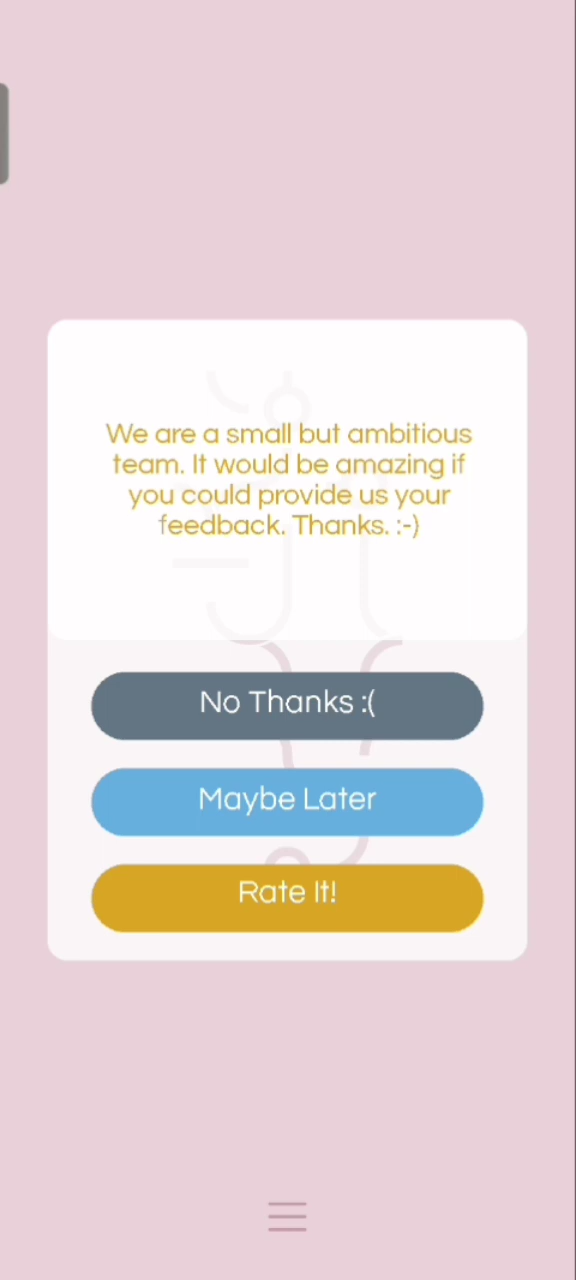 We are a small but ambitious
team. It would be amazing if
you could provide us your
feedback. Thanks. :-)
No Thanks :(
Maybe Later
Rate It!